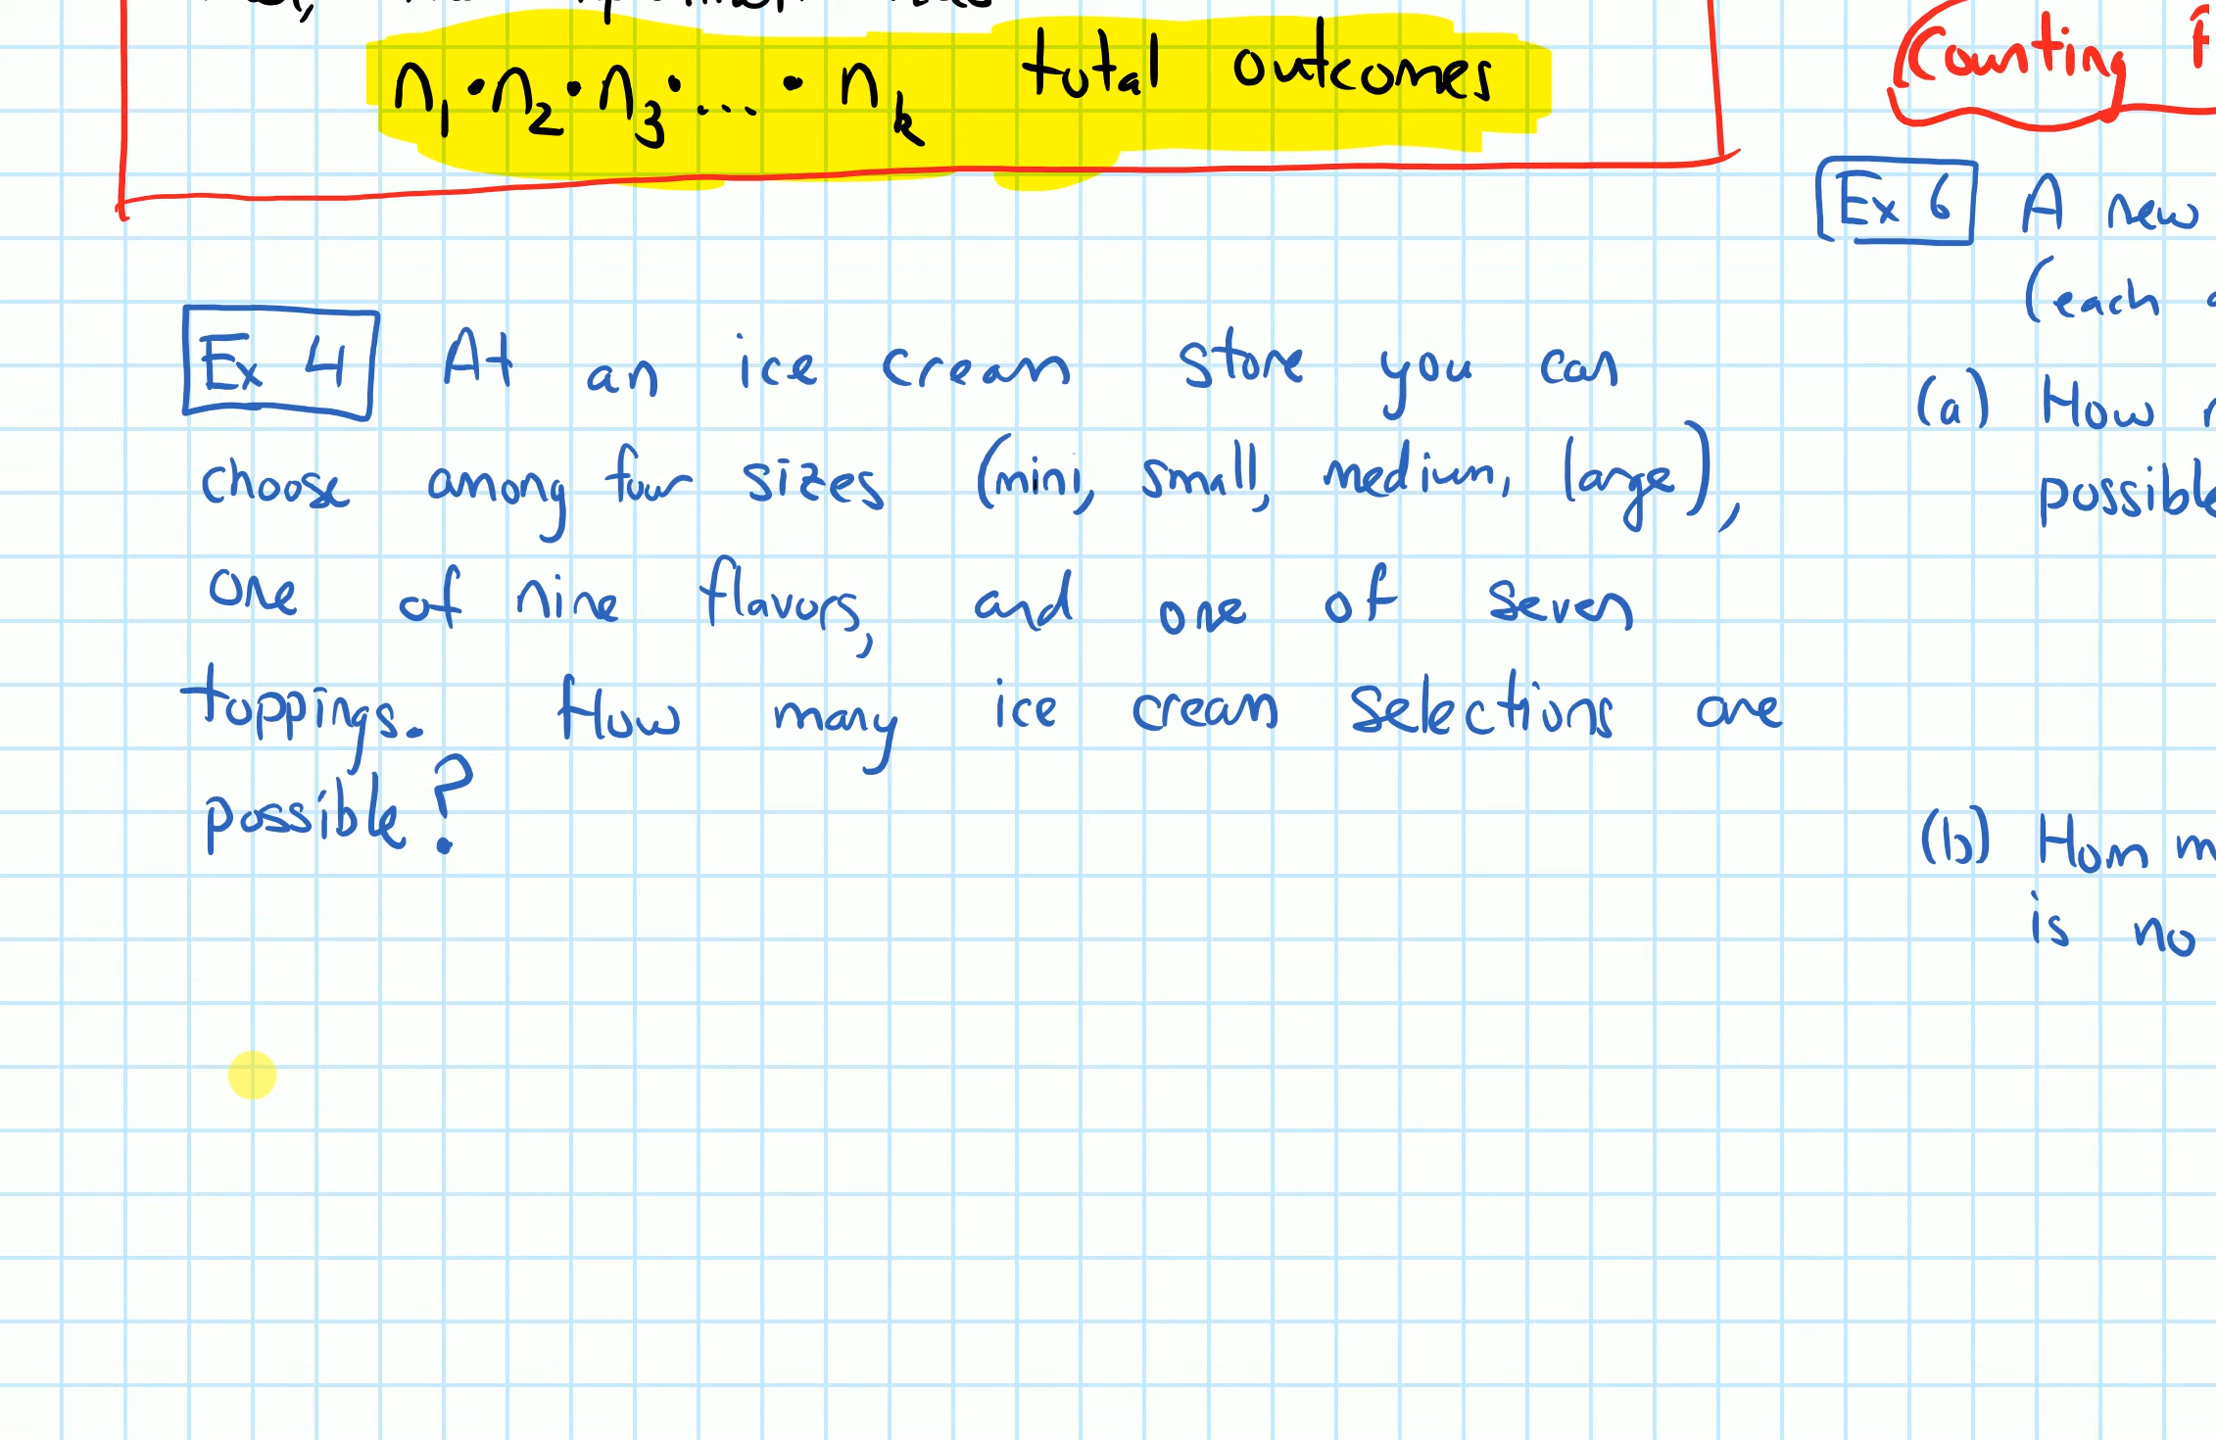 n₁·n₂·n₃·...·n_k total outcomes
Ex 4 At an ice cream store you can
choose among four sizes (mini, small, medium, large),
one of nine flavors, and one of seven
toppings. How many ice cream selections are
possible?
Counting
Ex 6 A new
(each
(a) How
possible
(b) How
is no